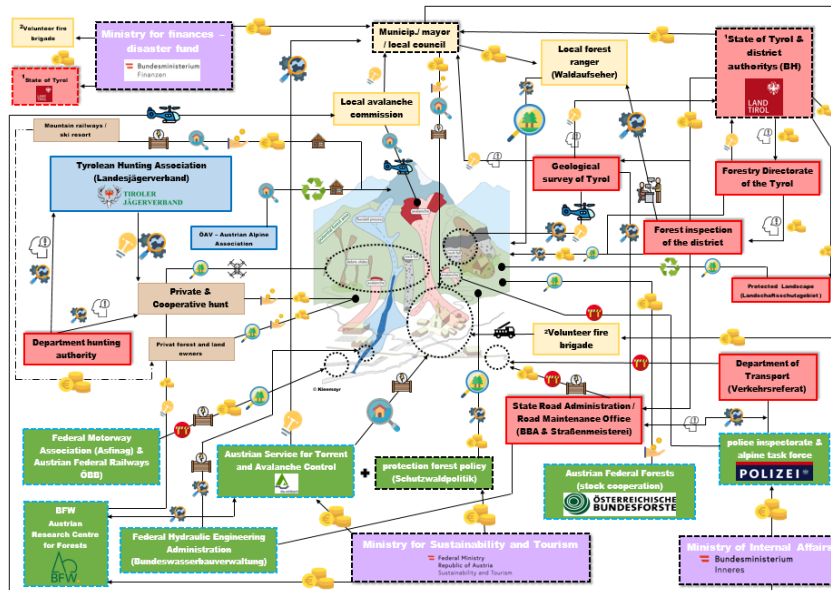 ²Volunteer fire
brigade
Ministry for finances –
disaster fund
Bundesministerium
Finanzen
¹State of Tyrol
Municip./ mayor
/ local council
Local forest
ranger
(Waldaufseher)
¹State of Tyrol &
district
authoritys (BH)
LAND
TIROL
Local avalanche
commission
Mountain railways /
ski resort
Tyrolean Hunting Association
(Landesjägerverband)
TIROLER
JÄGERVERBAND
ÖAV – Austrian Alpine
Association
Geological
survey of Tyrol
Forestry Directorate
of the Tyrol
Forest inspection
of the district
Protected Landscape
(Landschaftsschutzgebiet)
Private &
Cooperative hunt
Department hunting
authority
Privat forest and land
owners
²Volunteer fire
brigade
Department of
Transport
(Verkehrsreferat)
© Kleemayr
State Road Administration /
Road Maintenance Office
(BBA & Straßenmeisterei)
Federal Motorway
Association (Asfinag) &
Austrian Federal Railways
ÖBB)
Austrian Service for Torrent
and Avalanche Control
+
protection forest policy
(Schutzwaldpolitik)
Austrian Federal Forests
(stock cooperation)
ÖSTERREICHISCHE
BUNDESFORSTE
police inspectorate &
alpine task force
POLIZEI
BFW
Austrian
Research Centre
for Forests
BFW
Federal Hydraulic Engineering
Administration
(Bundeswasserbauverwaltung)
Ministry for Sustainability and Tourism
Federal Ministry
Republic of Austria
Sustainability and Tourism
Ministry of Internal Affairs
Bundesministerium
Inneres